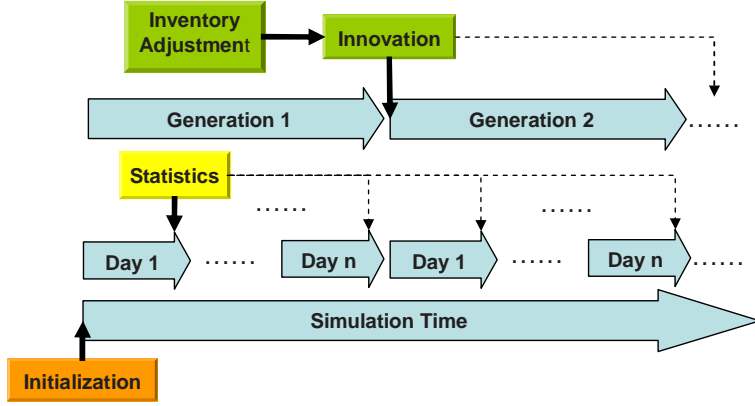 Inventory
Adjustment
Innovation
Generation 1
Generation 2
......
Statistics
......
......
Day 1
......
Day n
Day 1
......
Day n
......
Simulation Time
Initialization